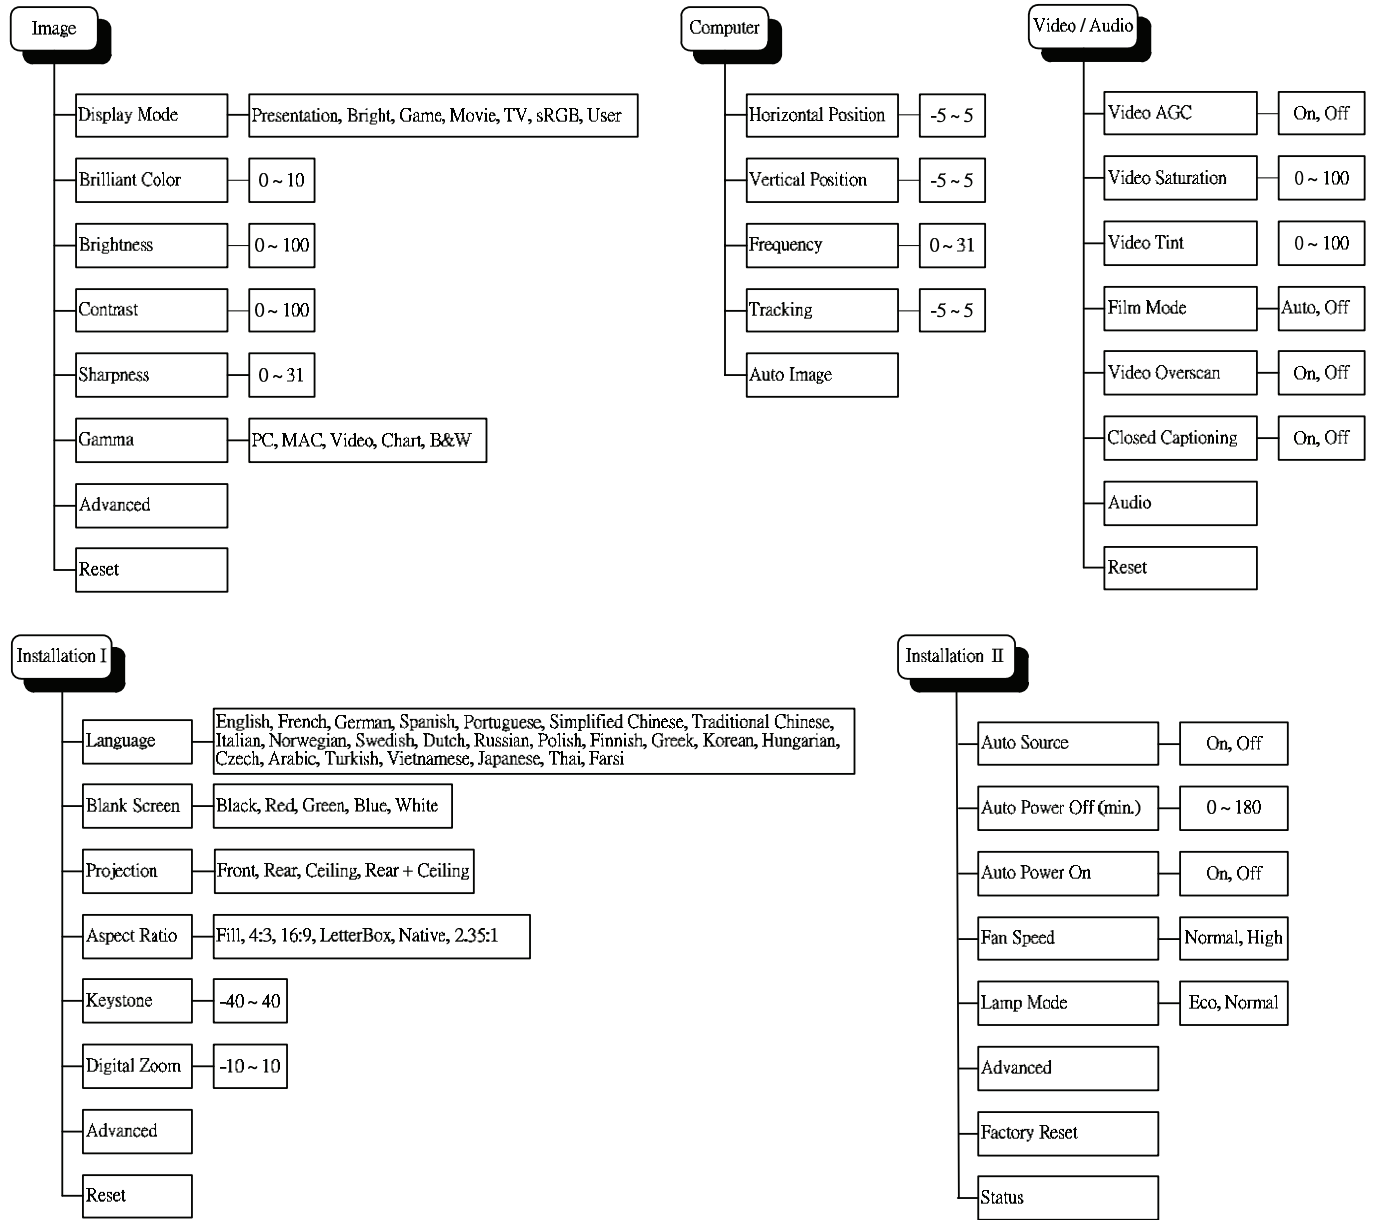 Image
Display Mode
Presentation, Bright, Game, Movie, TV, sRGB, User
Brilliant Color
0 ~ 10
Brightness
0 ~ 100
Contrast
0 ~ 100
Sharpness
0 ~ 31
Gamma
PC, MAC, Video, Chart, B&W
Advanced
Reset
Computer
Horizontal Position
-5 ~ 5
Vertical Position
-5 ~ 5
Frequency
0 ~ 31
Tracking
-5 ~ 5
Auto Image
Video / Audio
Video AGC
On, Off
Video Saturation
0 ~ 100
Video Tint
0 ~ 100
Film Mode
Auto, Off
Video Overscan
On, Off
Closed Captioning
On, Off
Audio
Reset
Installation I
Language
English, French, German, Spanish, Portuguese, Simplified Chinese, Traditional Chinese,
Italian, Norwegian, Swedish, Dutch, Russian, Polish, Finnish, Greek, Korean, Hungarian,
Czech, Arabic, Turkish, Vietnamese, Japanese, Thai, Farsi
Blank Screen
Black, Red, Green, Blue, White
Projection
Front, Rear, Ceiling, Rear + Ceiling
Aspect Ratio
Fill, 4:3, 16:9, LetterBox, Native, 2.35:1
Keystone
-40 ~ 40
Digital Zoom
-10 ~ 10
Advanced
Reset
Installation II
Auto Source
On, Off
Auto Power Off (min.)
0 ~ 180
Auto Power On
On, Off
Fan Speed
Normal, High
Lamp Mode
Eco, Normal
Advanced
Factory Reset
Status